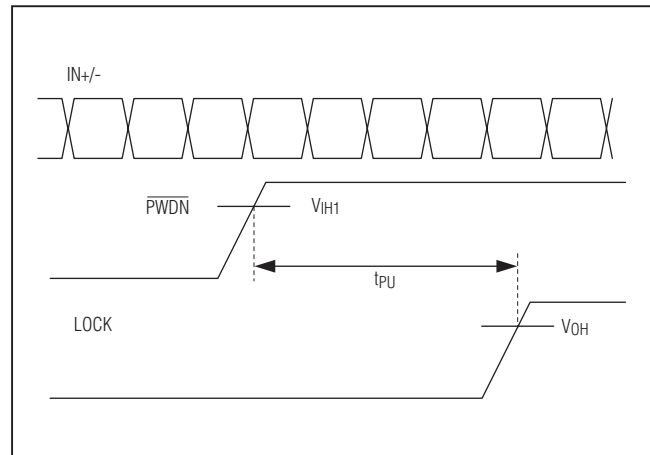 IN+/-
PWDN VIH1
tPU
LOCK
VOH